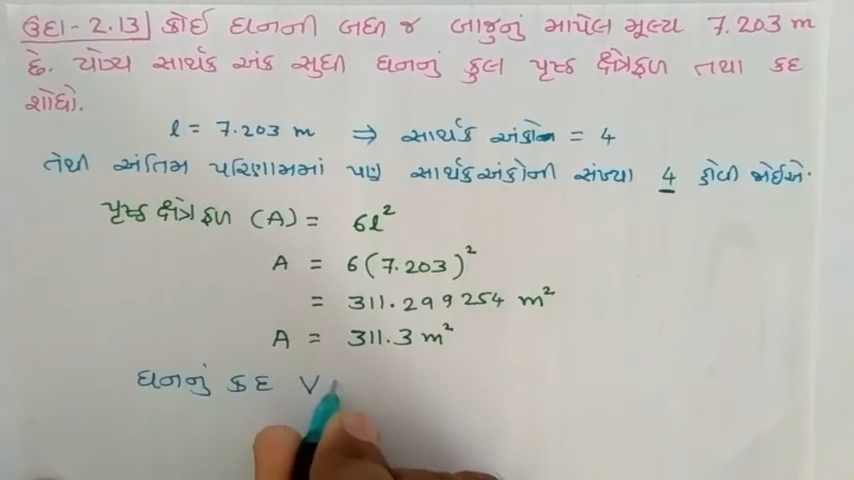 ઉદા-2.13 કોઈ ઘનની બધી જ બાજુનું માપેલ મૂલ્ય 7.203 m
છે. યોગ્ય સાર્થક અંક સુધી ઘનનું કુલ પૃષ્ઠ ક્ષેત્રફળ તથા કદ
શોધો.
l = 7.203 m ⇒ સાર્થક અંકો = 4
તેથી અંતિમ પરિણામમાં પણ સાર્થક અંકોની સંખ્યા 4 હોવી જોઈએ.
પૃષ્ઠ ક્ષેત્રફળ (A) = 6l²
A = 6(7.203)²
= 311.299254 m²
A = 311.3 m²
ઘનનું કદ V